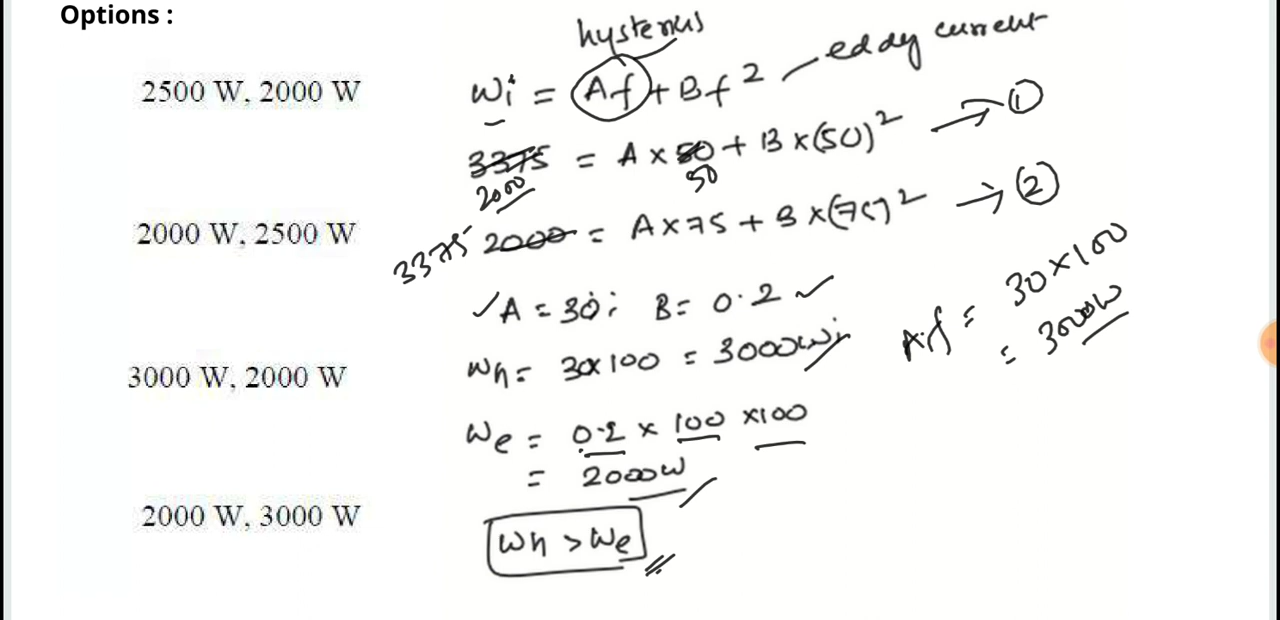 Options :
2500 W, 2000 W
2000 W, 2500 W
3000 W, 2000 W
2000 W, 3000 W
hysteresis
Wi = Af + Bf² — eddy current
3375 = A × 50 + B × (50)² → ①
2000 50
3375 2000 = A × 75 + B × (75)² → ②
✓A = 30; B = 0.2 ✓
Wh = 30 × 100 = 3000W
A.f = 30 × 100
= 3000W
We = 0.2 × 100 × 100
= 2000W
Wh > We